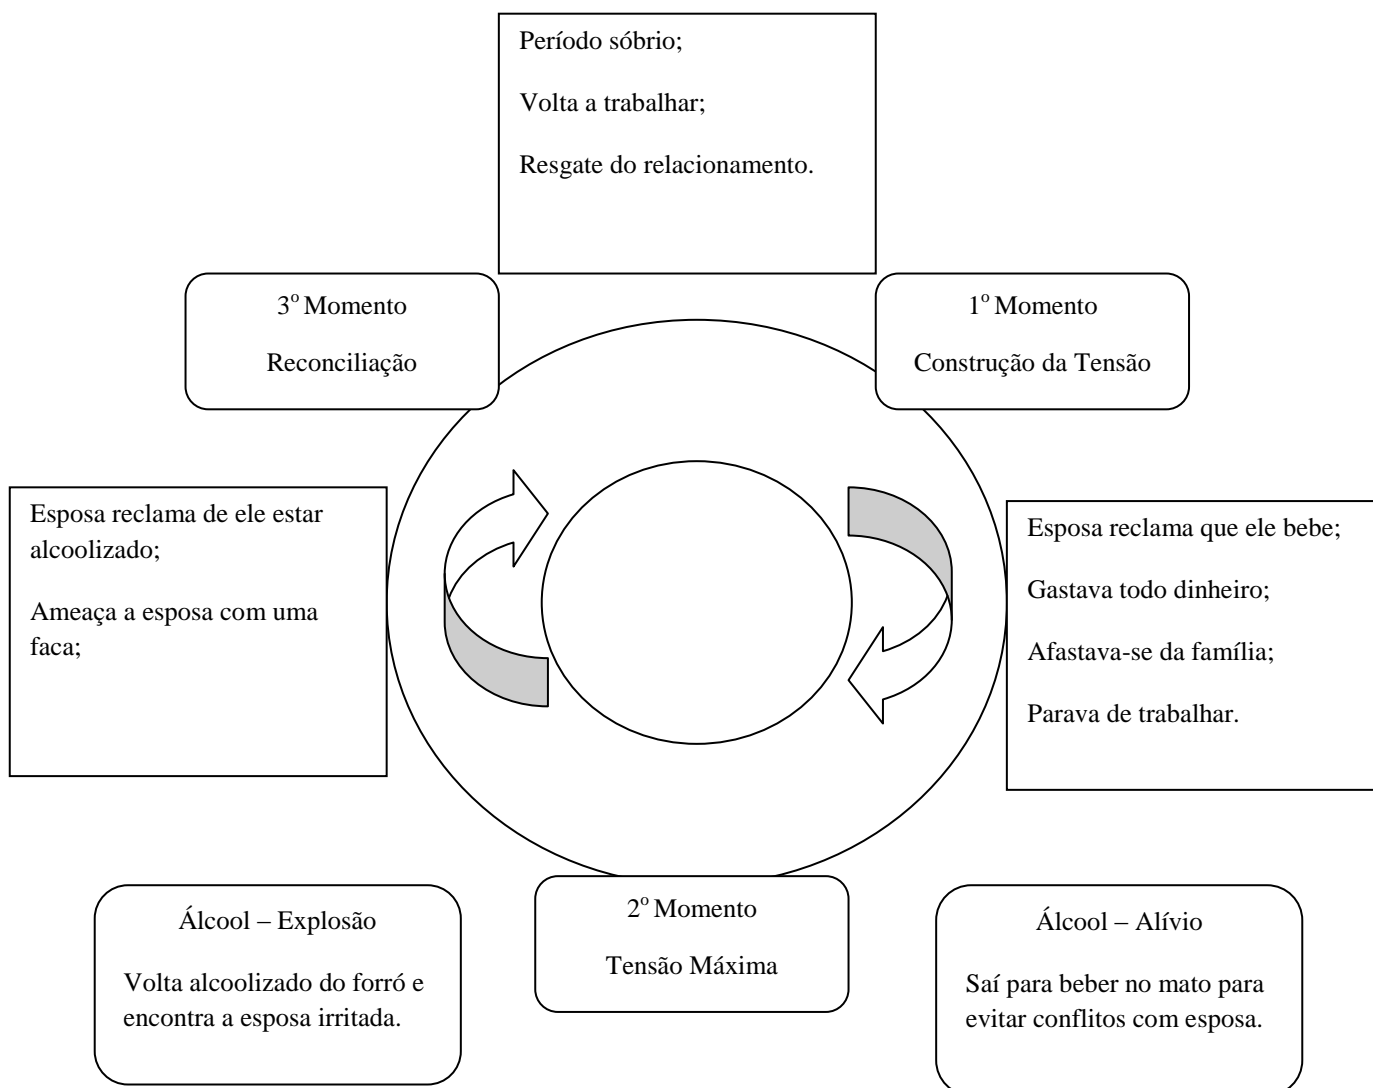 Período sóbrio;
Volta a trabalhar;
Resgate do relacionamento.
3º Momento
Reconciliação
1º Momento
Construção da Tensão
Esposa reclama de ele estar
alcoolizado;
Ameaça a esposa com uma
faca;
Esposa reclama que ele bebe;
Gastava todo dinheiro;
Afastava-se da família;
Parava de trabalhar.
Álcool – Explosão
Volta alcoolizado do forró e
encontra a esposa irritada.
2º Momento
Tensão Máxima
Álcool – Alívio
Saí para beber no mato para
evitar conflitos com esposa.